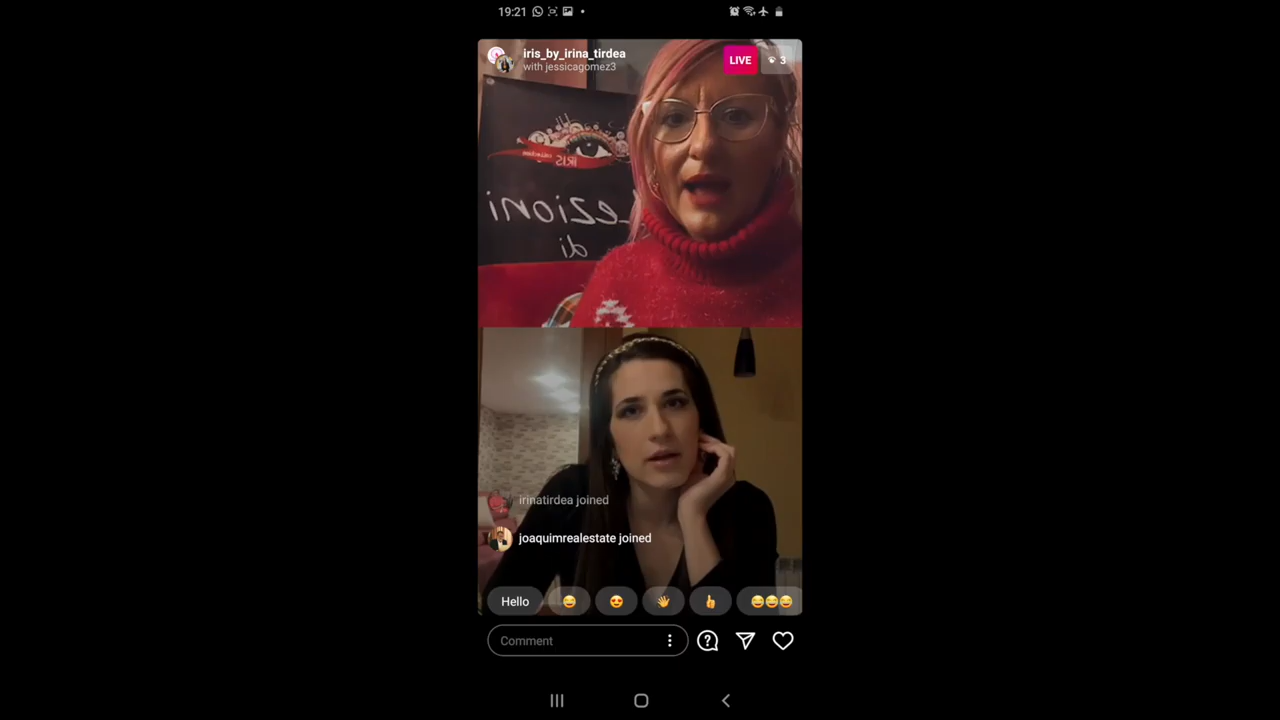 19:21
iris_by_irina_tirdea
with jessicagomez3
LIVE
3
IRIS
Lezioni
di
irinatirdea joined
joaquimrealestate joined
Hello
Comment